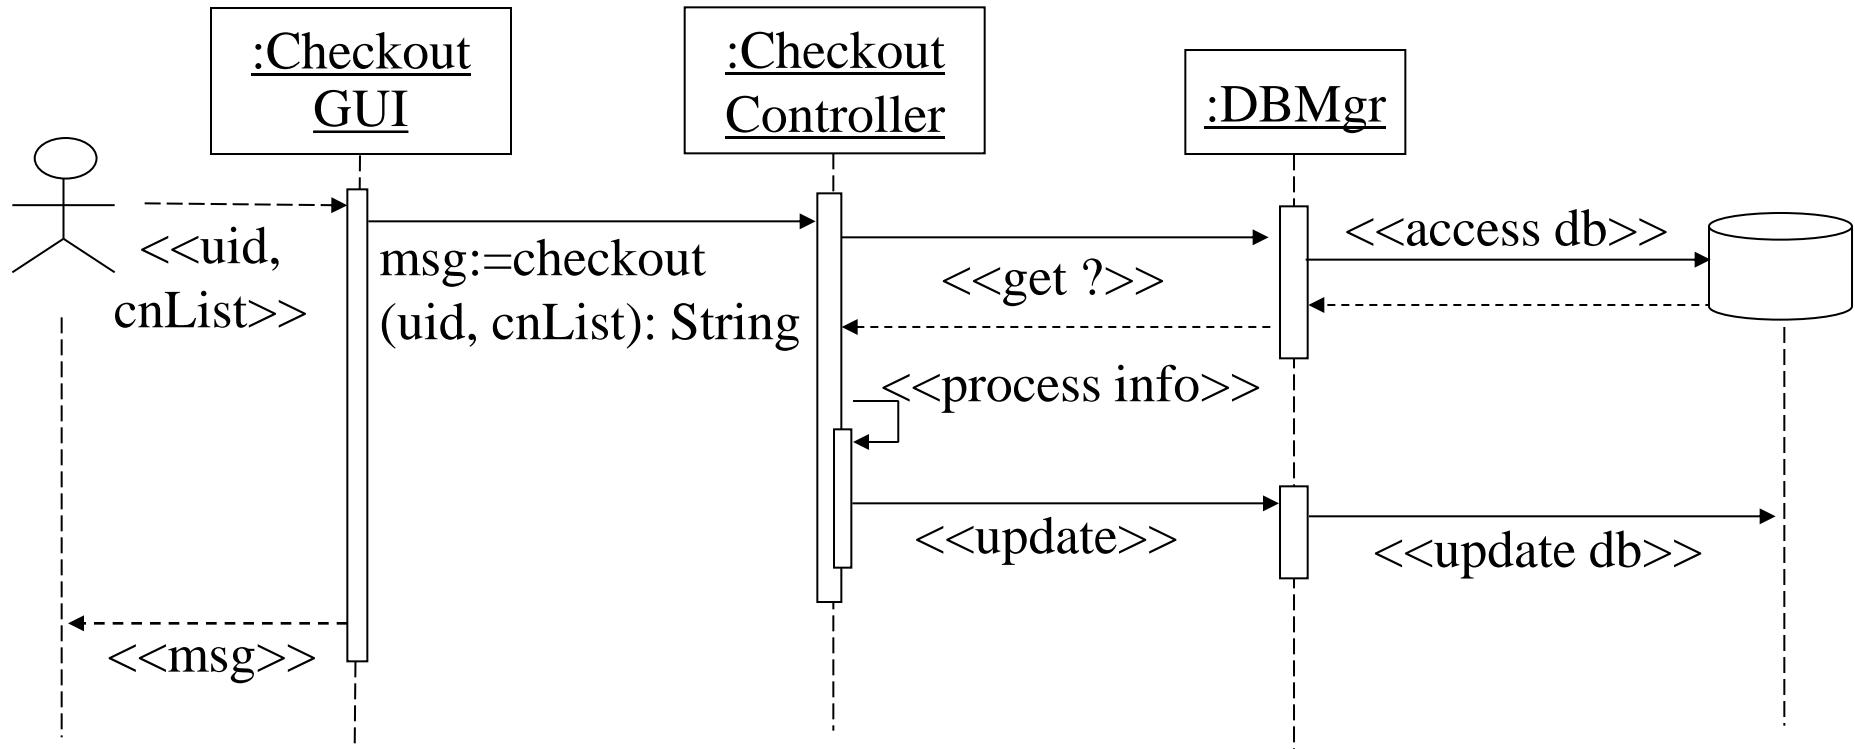 :Checkout
GUI
:Checkout
Controller
:DBMgr
<<uid,
cnList>>
msg:=checkout
(uid, cnList): String
<<get ?>>
<<access db>>
<<process info>>
<<update>>
<<update db>>
<<msg>>